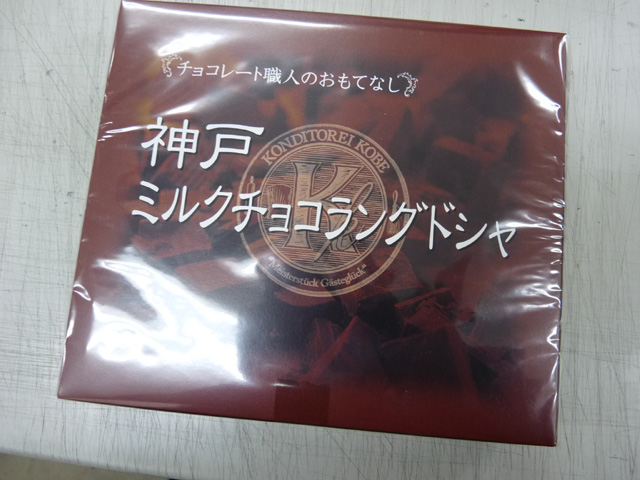 チョコレート職人のおもてなし
神戸
ミルクチョコラングドシャ
KONDITOREI KOBE
K
"Meisterstück Gästeglück"